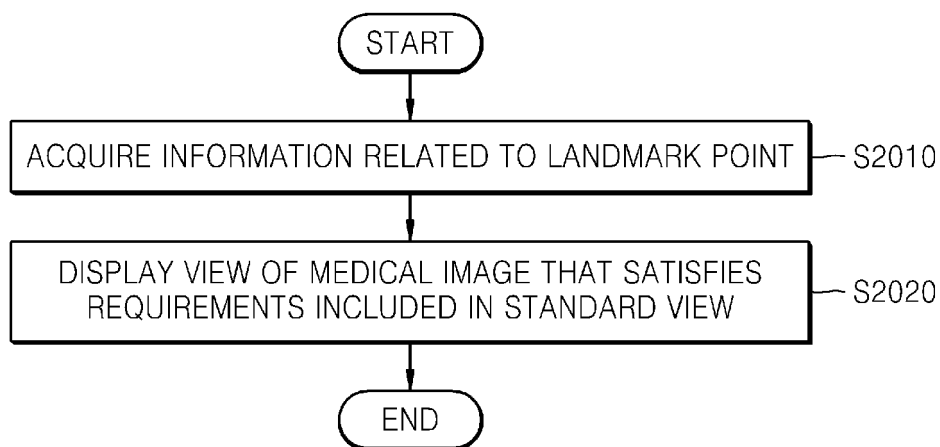 START
ACQUIRE INFORMATION RELATED TO LANDMARK POINT
S2010
DISPLAY VIEW OF MEDICAL IMAGE THAT SATISFIES
REQUIREMENTS INCLUDED IN STANDARD VIEW
S2020
END